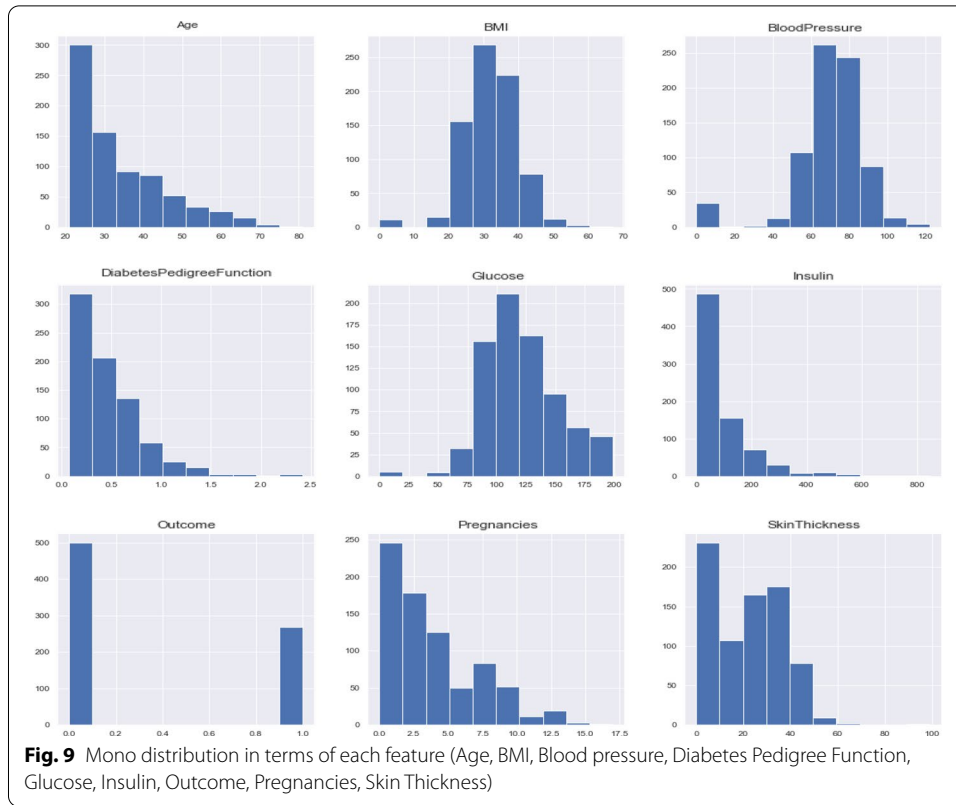 Age
BMI
BloodPressure
300
250
200
150
100
50
0
20 30 40 50 60 70 80
250
200
150
100
50
0
0 10 20 30 40 50 60 70
250
200
150
100
50
0
0 20 40 60 80 100 120
DiabetesPedigreeFunction
Glucose
Insulin
300
250
200
150
100
50
0
0.0 0.5 1.0 1.5 2.0 2.5
200
175
150
125
100
75
50
25
0
0 25 50 75 100 125 150 175 200
500
400
300
200
100
0
0 200 400 600 800
Outcome
Pregnancies
SkinThickness
500
400
300
200
100
0
0.0 0.2 0.4 0.6 0.8 1.0
250
200
150
100
50
0
0.0 2.5 5.0 7.5 10.0 12.5 15.0 17.5
200
150
100
50
0
0 20 40 60 80 100
Fig. 9 Mono distribution in terms of each feature (Age, BMI, Blood pressure, Diabetes Pedigree Function,
Glucose, Insulin, Outcome, Pregnancies, Skin Thickness)